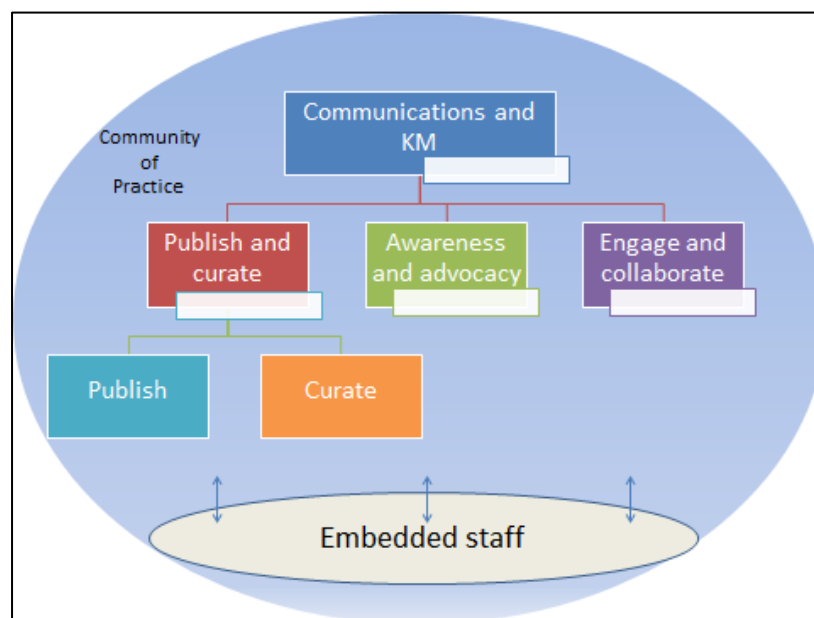 Communications and
KM
Community
of
Practice
Publish and
curate
Awareness
and advocacy
Engage and
collaborate
Publish
Curate
Embedded staff